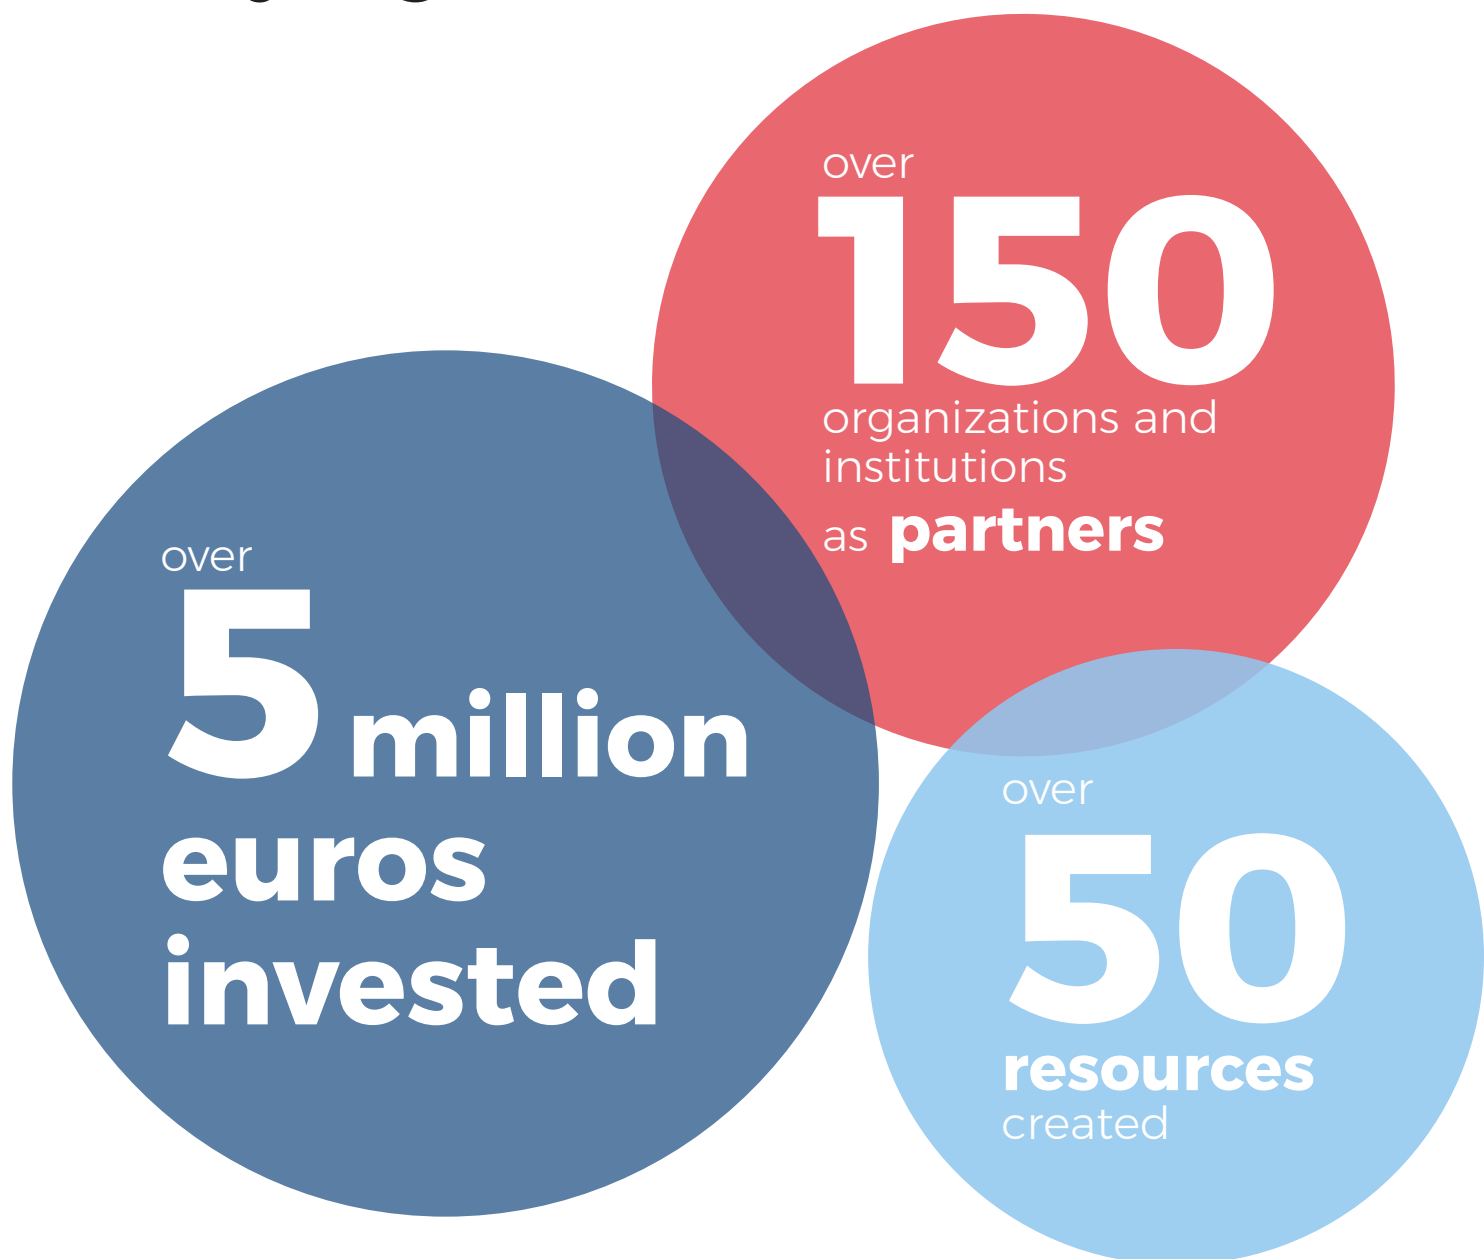 over
150
organizations and
institutions
as partners
over
5 million
euros
invested
over
50
resources
created